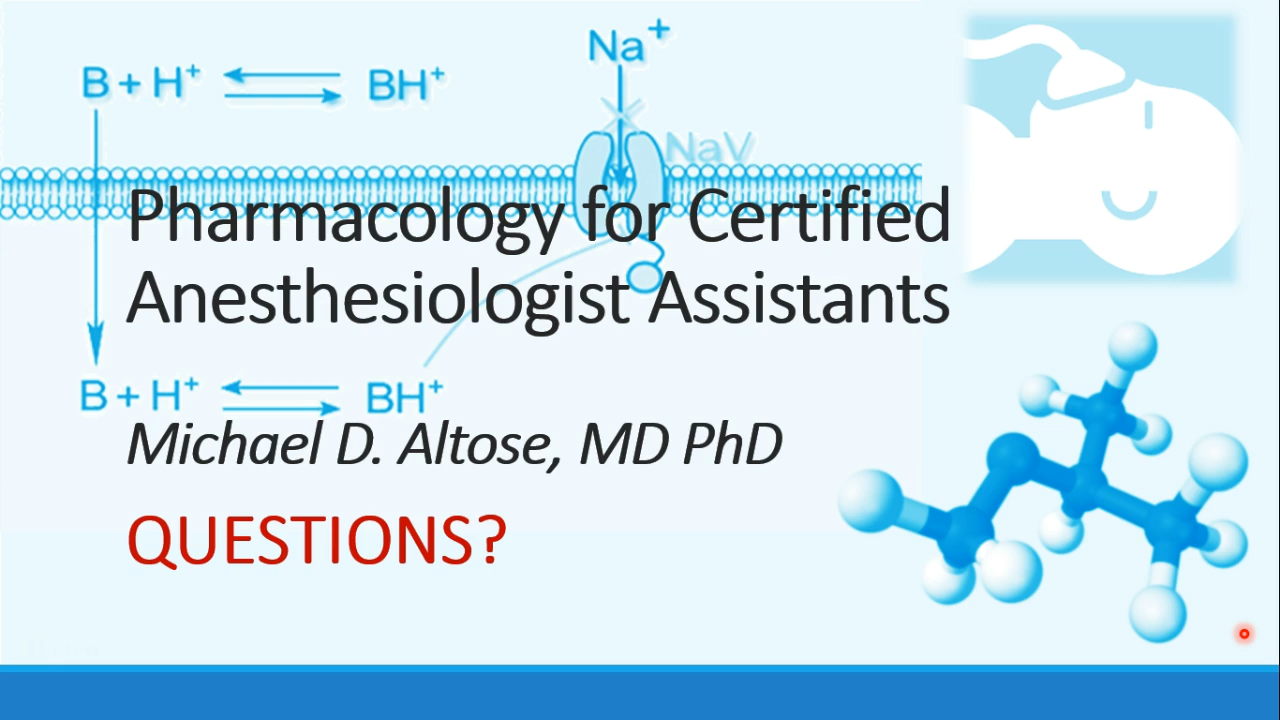 Na⁺
B + H⁺ BH⁺
NaV
Pharmacology for Certified
Anesthesiologist Assistants
B + H⁺ BH⁺
Michael D. Altose, MD PhD
QUESTIONS?